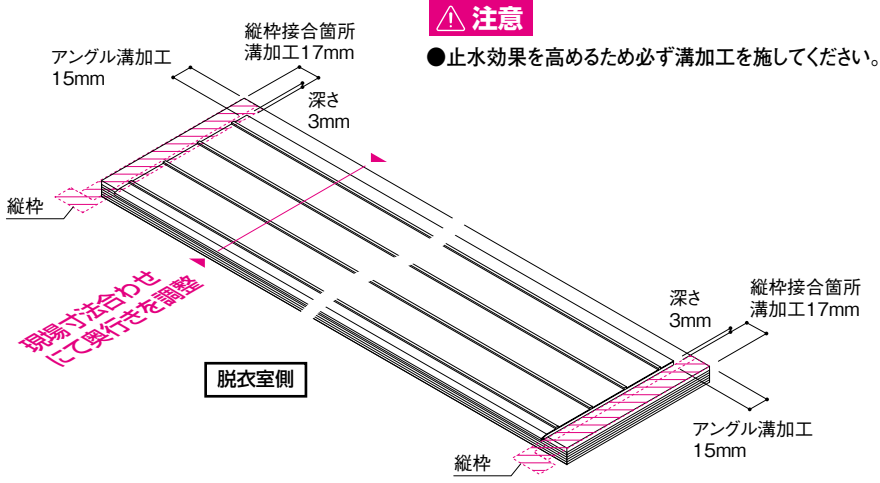 注意
●止水効果を高めるため必ず溝加工を施してください。
アングル溝加工
15mm
縦枠接合箇所
溝加工17mm
深さ
3mm
縦枠
現場寸法合わせ
にて奥行きを調整
脱衣室側
深さ
3mm
縦枠接合箇所
溝加工17mm
アングル溝加工
15mm
縦枠